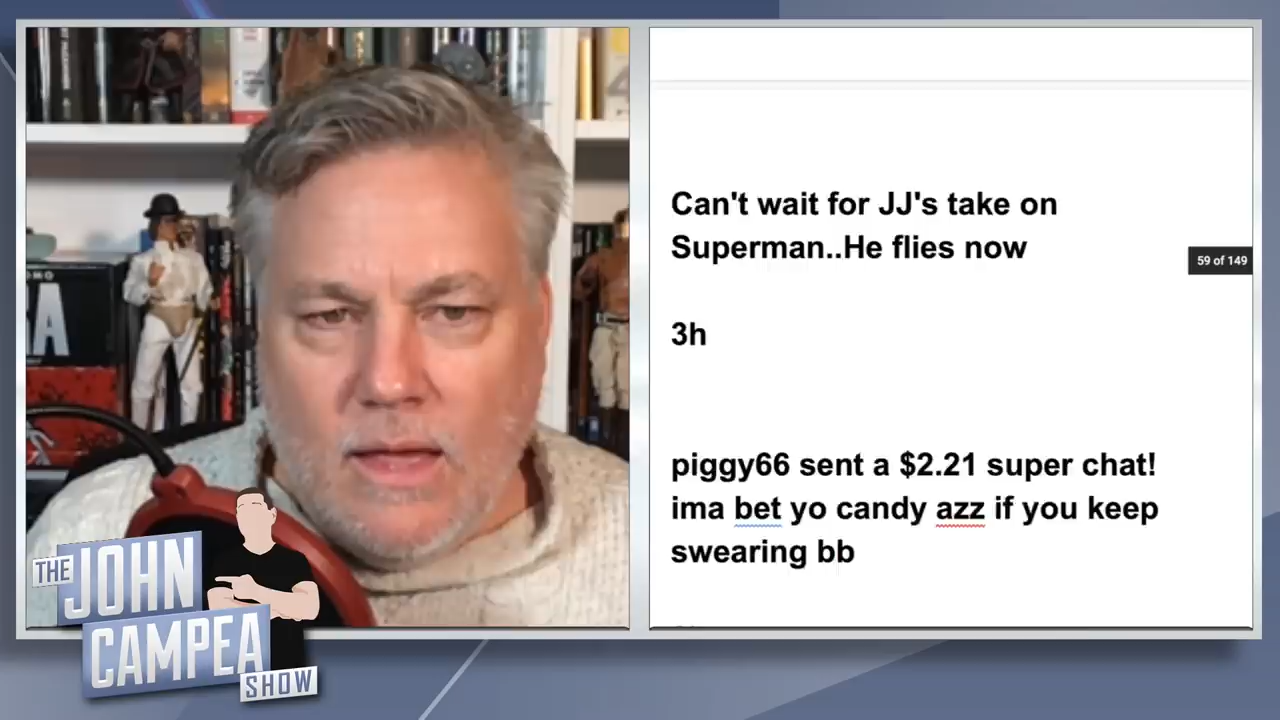 Can't wait for JJ's take on
Superman..He flies now
59 of 149
3h
piggy66 sent a $2.21 super chat!
ima bet yo candy azz if you keep
swearing bb
THE
JOHN
CAMPEA
SHOW